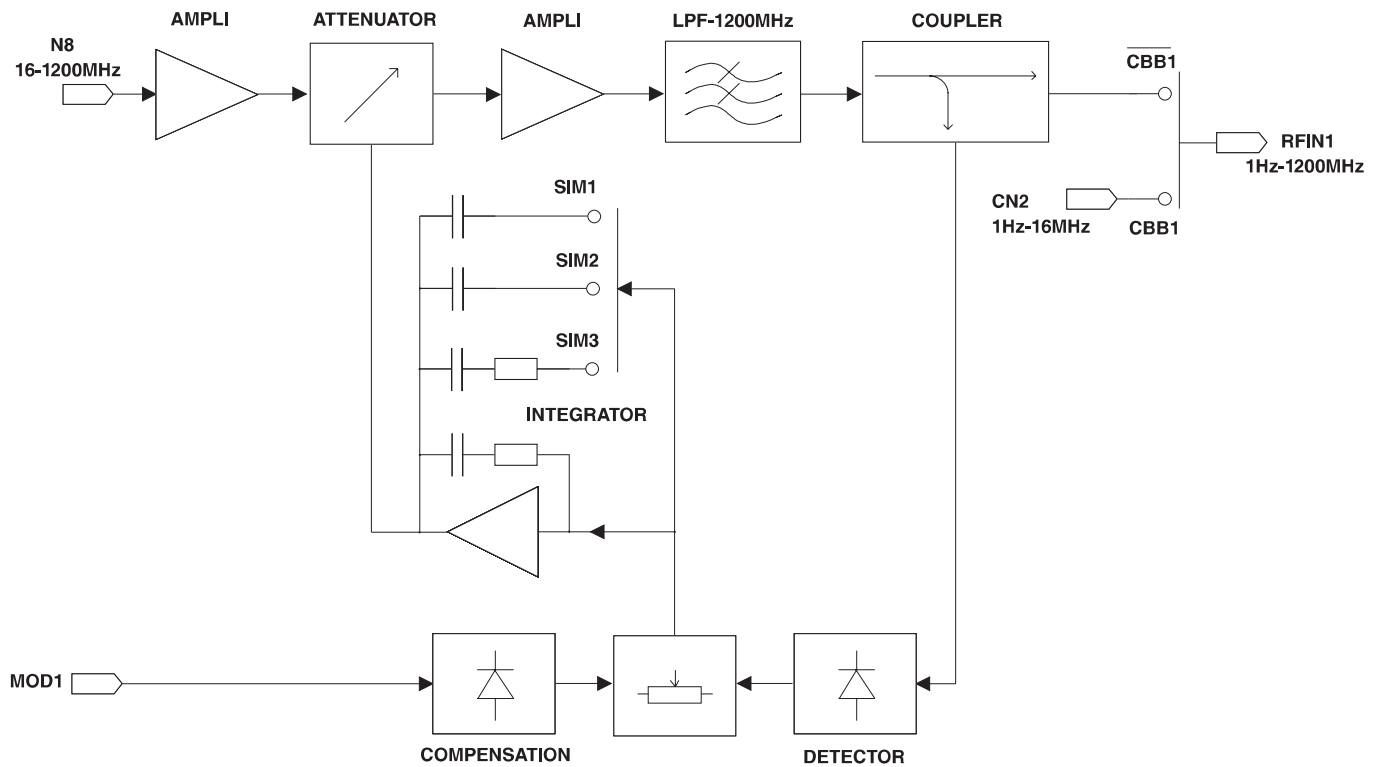 AMPLI
ATTENUATOR
AMPLI
LPF-1200MHz
COUPLER
N8
16-1200MHz
CBB1
RFIN1
1Hz-1200MHz
SIM1
CN2
1Hz-16MHz
CBB1
SIM2
SIM3
INTEGRATOR
MOD1
COMPENSATION
DETECTOR